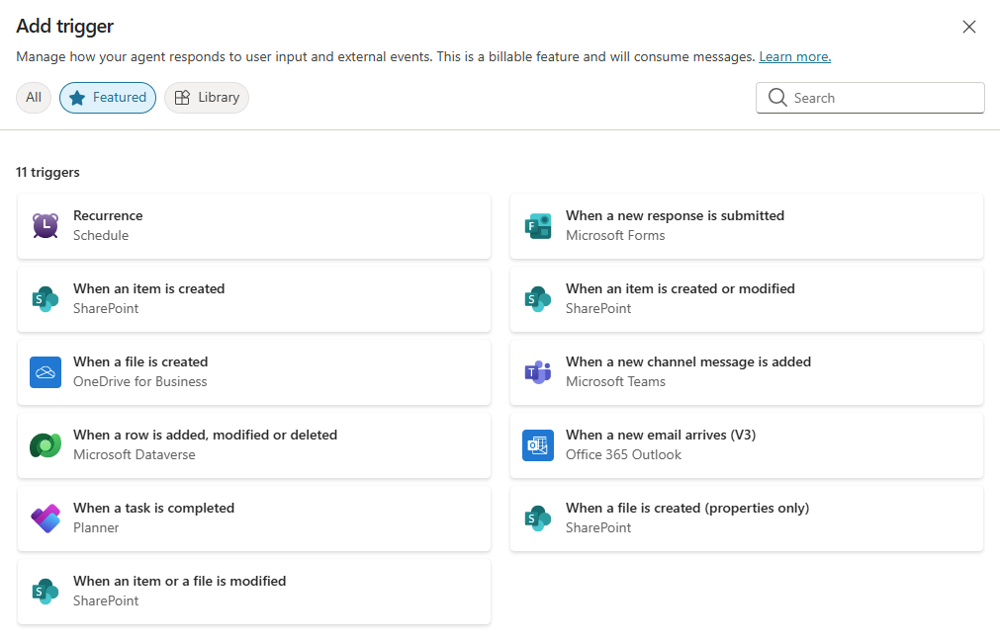 Add trigger
Manage how your agent responds to user input and external events. This is a billable feature and will consume messages. Learn more.
All
Featured
Library
Search
11 triggers
L
Recurrence
Schedule
F
When a new response is submitted
Microsoft Forms
S
When an item is created
SharePoint
S
When an item is created or modified
SharePoint
When a file is created
OneDrive for Business
T
When a new channel message is added
Microsoft Teams
When a row is added, modified or deleted
Microsoft Dataverse
O
When a new email arrives (V3)
Office 365 Outlook
When a task is completed
Planner
S
When a file is created (properties only)
SharePoint
S
When an item or a file is modified
SharePoint